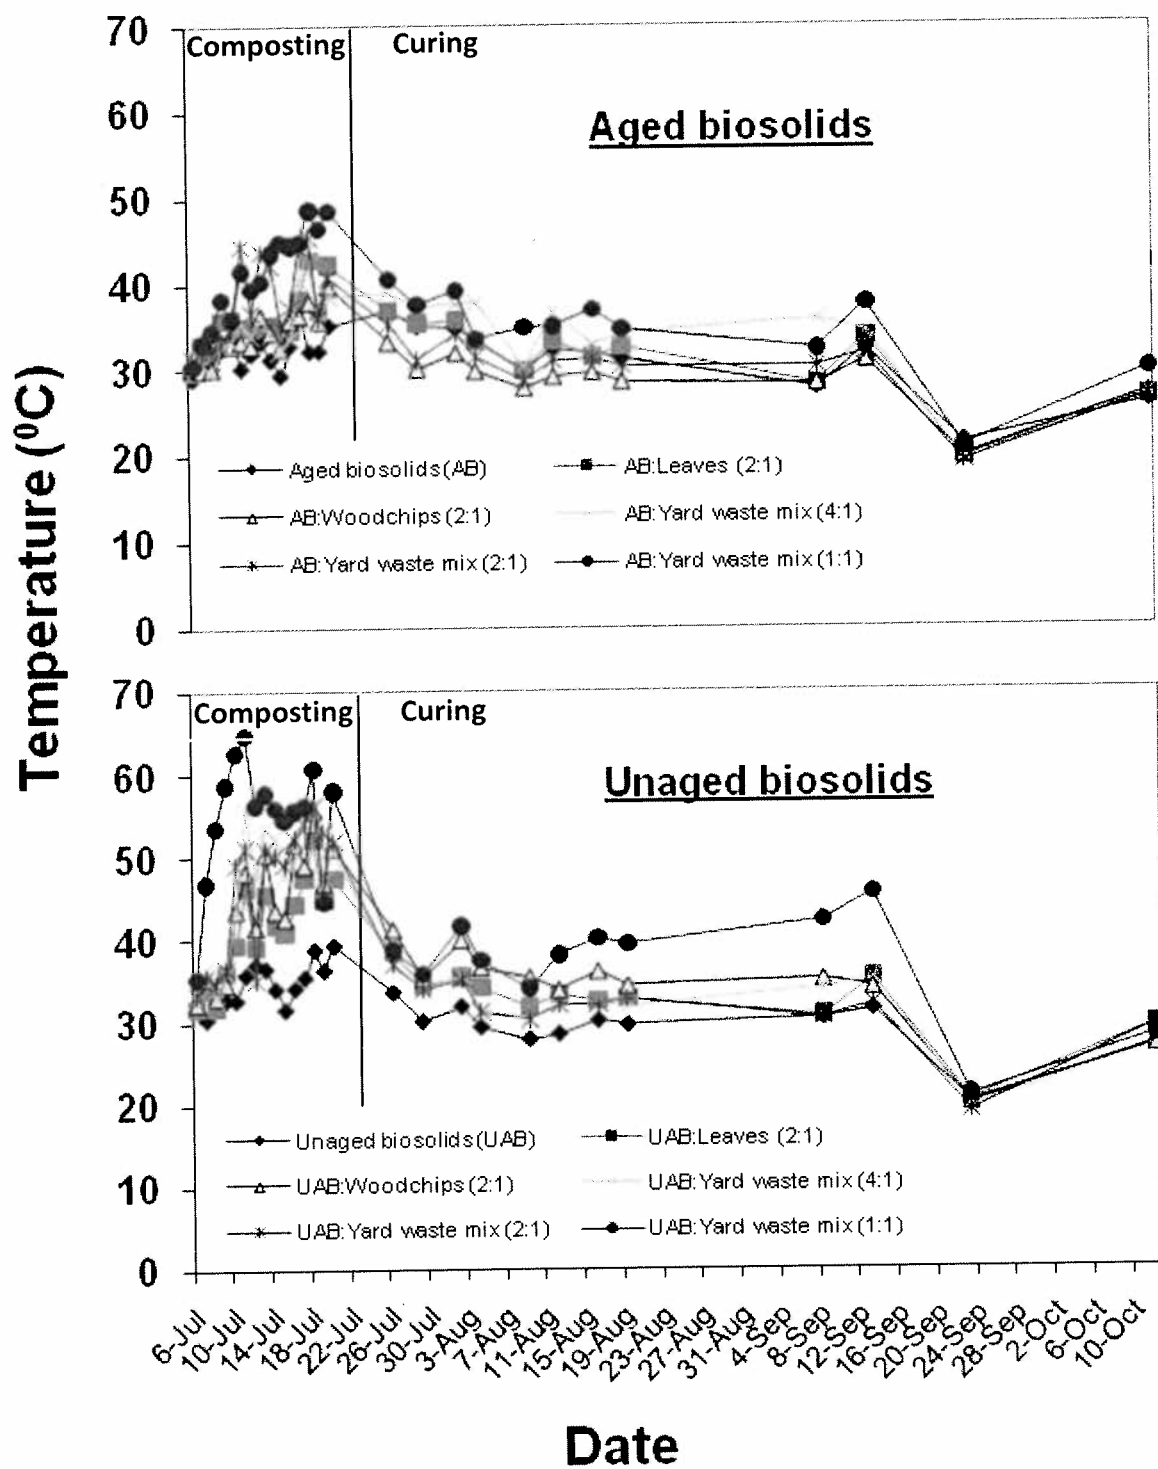 Temperature (⁰C)
70
60
50
40
30
20
10
0
Composting
Curing
Aged biosolids
Aged biosolids (AB)
AB:Leaves (2:1)
AB:Woodchips (2:1)
AB:Yard waste mix (4:1)
AB:Yard waste mix (2:1)
AB:Yard waste mix (1:1)
70
60
50
40
30
20
10
0
Composting
Curing
Unaged biosolids
Unaged biosolids (UAB)
UAB:Leaves (2:1)
UAB:Woodchips (2:1)
UAB:Yard waste mix (4:1)
UAB:Yard waste mix (2:1)
UAB:Yard waste mix (1:1)
6-Jul
10-Jul
14-Jul
18-Jul
22-Jul
26-Jul
30-Jul
3-Aug
7-Aug
11-Aug
15-Aug
19-Aug
23-Aug
27-Aug
31-Aug
4-Sep
8-Sep
12-Sep
16-Sep
20-Sep
24-Sep
28-Sep
2-Oct
6-Oct
10-Oct
Date